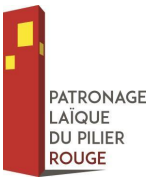 PATRONAGE
LAÏQUE
DU PILIER
ROUGE